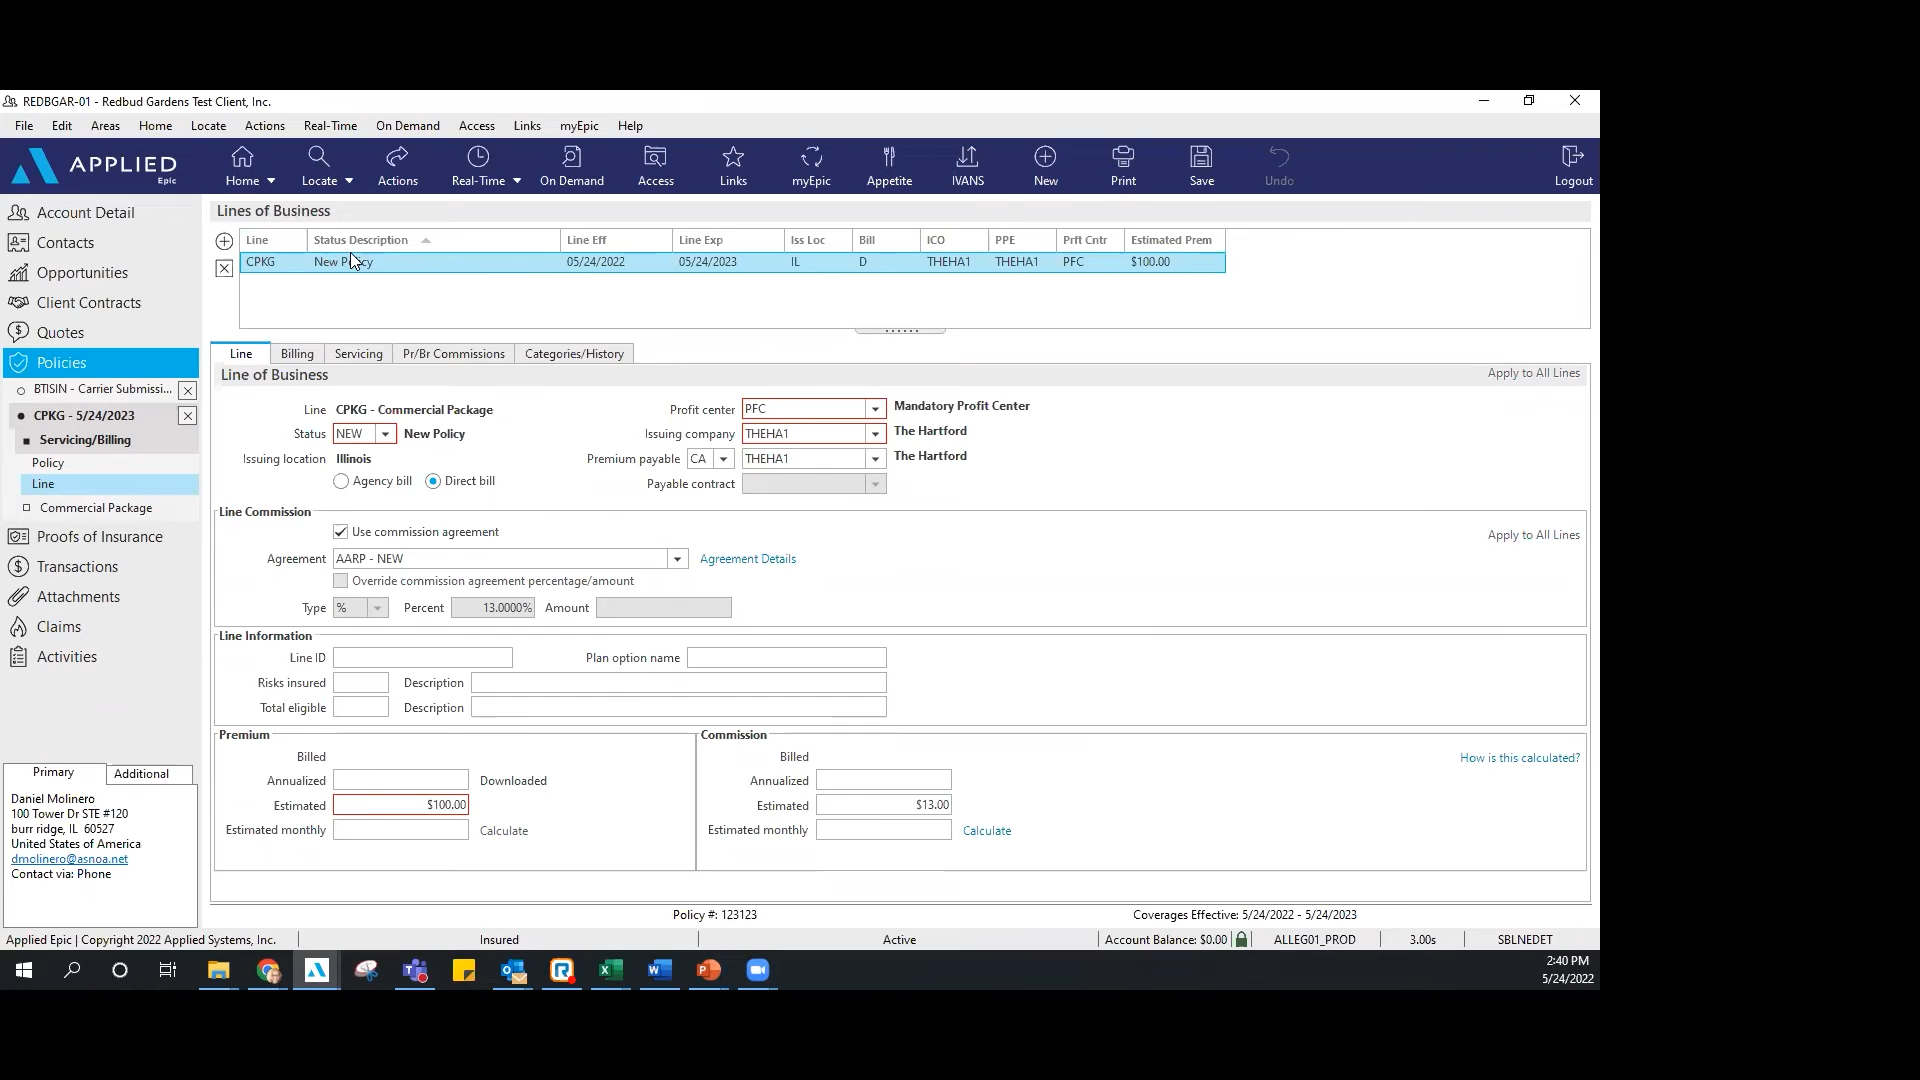 REDBGAR-01 - Redbud Gardens Test Client, Inc.
File Edit Areas Home Locate Actions Real-Time On Demand Access Links myEpic Help
APPLIED Epic
Home Locate Actions Real-Time On Demand Access Links myEpic Appetite IVANS New Print Save Undo Logout
Account Detail
Contacts
Opportunities
Client Contracts
Quotes
Policies
BTISIN - Carrier Submissi...
CPKG - 5/24/2023
Servicing/Billing
Policy
Line
Commercial Package
Proofs of Insurance
Transactions
Attachments
Claims
Activities
Primary Additional
Daniel Molinero
100 Tower Dr STE #120
burr ridge, IL 60527
United States of America
dmolinero@asnoa.net
Contact via: Phone
Lines of Business
Line Status Description Line Eff Line Exp Iss Loc Bill ICO PPE Prft Cntr Estimated Prem
CPKG New Policy 05/24/2022 05/24/2023 IL D THEHA1 THEHA1 PFC $100.00
Line Billing Servicing Pr/Br Commissions Categories/History
Line of Business Apply to All Lines
Line CPKG - Commercial Package Profit center PFC Mandatory Profit Center
Status NEW New Policy Issuing company THEHA1 The Hartford
Issuing location Illinois Premium payable CA THEHA1 The Hartford
Agency bill Direct bill Payable contract
Line Commission
Use commission agreement Apply to All Lines
Agreement AARP - NEW Agreement Details
Override commission agreement percentage/amount
Type % Percent 13.0000% Amount
Line Information
Line ID Plan option name
Risks insured Description
Total eligible Description
Premium Commission
Billed Billed How is this calculated?
Annualized Downloaded Annualized
Estimated $100.00 Estimated $13.00
Estimated monthly Calculate Estimated monthly Calculate
Policy #: 123123 Coverages Effective: 5/24/2022 - 5/24/2023
Applied Epic | Copyright 2022 Applied Systems, Inc. Insured Active Account Balance: $0.00 ALLEG01_PROD 3.00s SBLNEDET
2:40 PM
5/24/2022